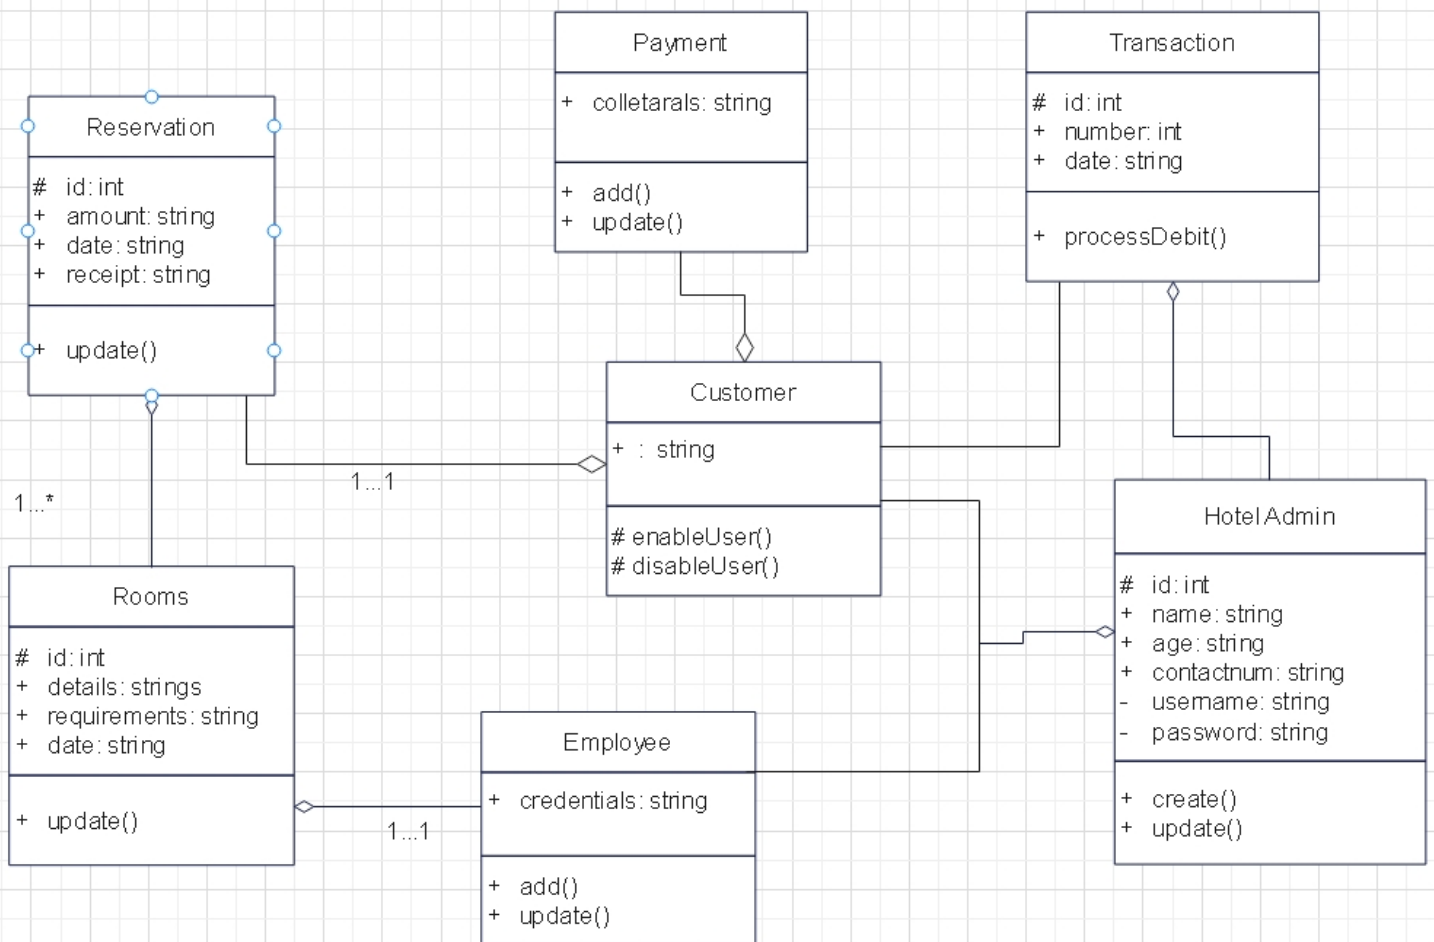 Payment
+ colletarals: string
+ add()
+ update()
Transaction
# id: int
+ number: int
+ date: string
+ processDebit()
Reservation
# id: int
+ amount: string
+ date: string
+ receipt: string
+ update()
Customer
+ : string
# enableUser()
# disableUser()
1...1
1...*
Hotel Admin
# id: int
+ name: string
+ age: string
+ contactnum: string
- username: string
- password: string
+ create()
+ update()
Rooms
# id: int
+ details: strings
+ requirements: string
+ date: string
+ update()
1...1
Employee
+ credentials: string
+ add()
+ update()